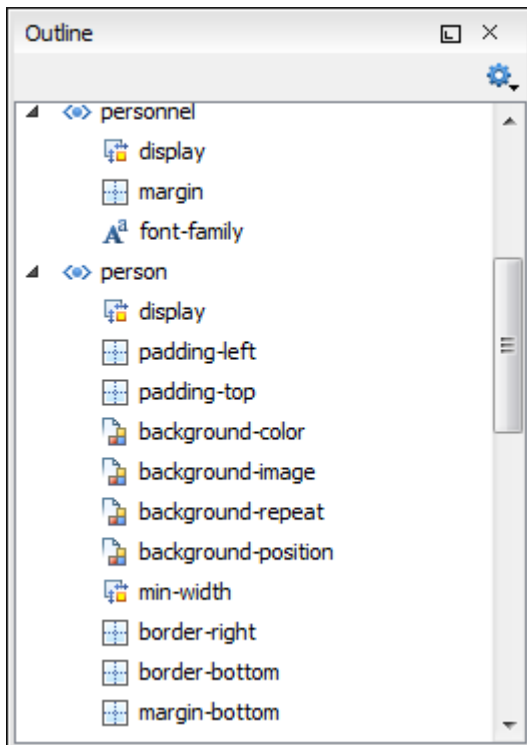 Outline
personnel
display
margin
font-family
person
display
padding-left
padding-top
background-color
background-image
background-repeat
background-position
min-width
border-right
border-bottom
margin-bottom